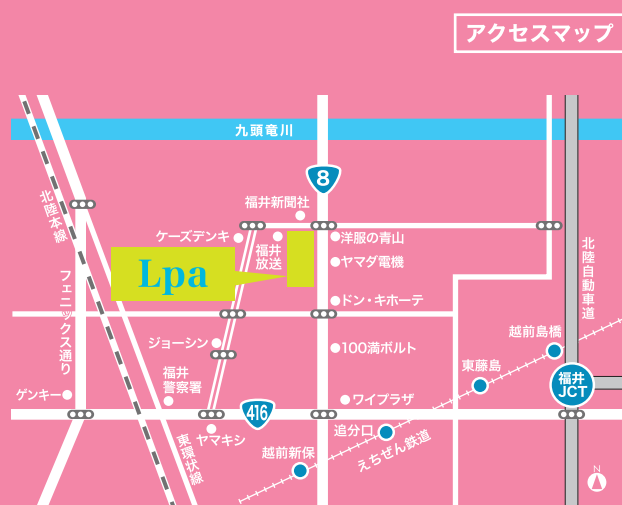 アクセスマップ
九頭竜川
8
北陸本線
福井新聞社
ケーズデンキ
福井
放送
洋服の青山
ヤマダ電機
Lpa
北陸自動車道
フェニックス通り
ドン・キホーテ
越前島橋
ジョーシン
100満ボルト
東藤島
福井
警察署
福井
JCT
ゲンキー
ワイプラザ
416
ヤマキシ
追分口
えちぜん鉄道
東環状線
越前新保
N